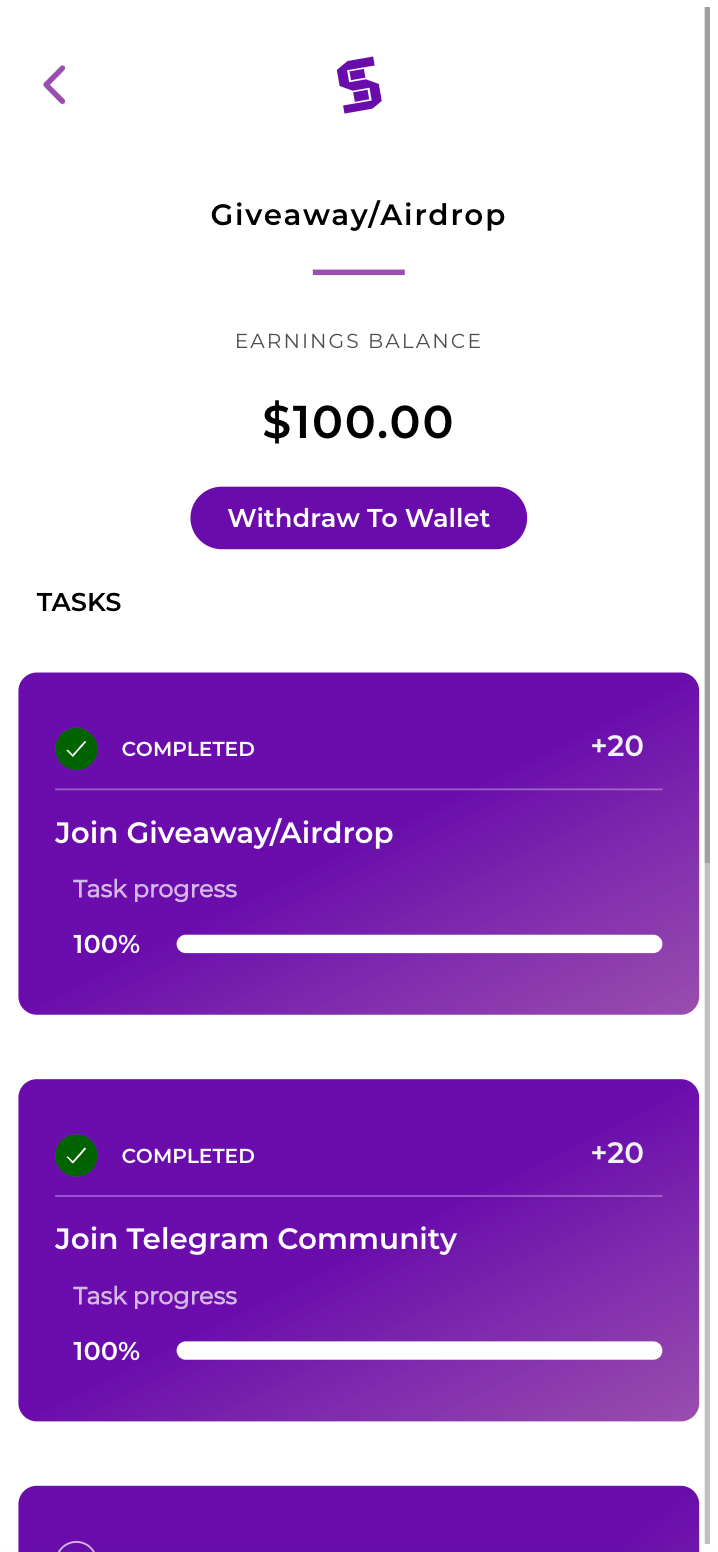 Giveaway/Airdrop
EARNINGS BALANCE
$100.00
Withdraw To Wallet
TASKS
COMPLETED +20
Join Giveaway/Airdrop
Task progress
100%
COMPLETED +20
Join Telegram Community
Task progress
100%